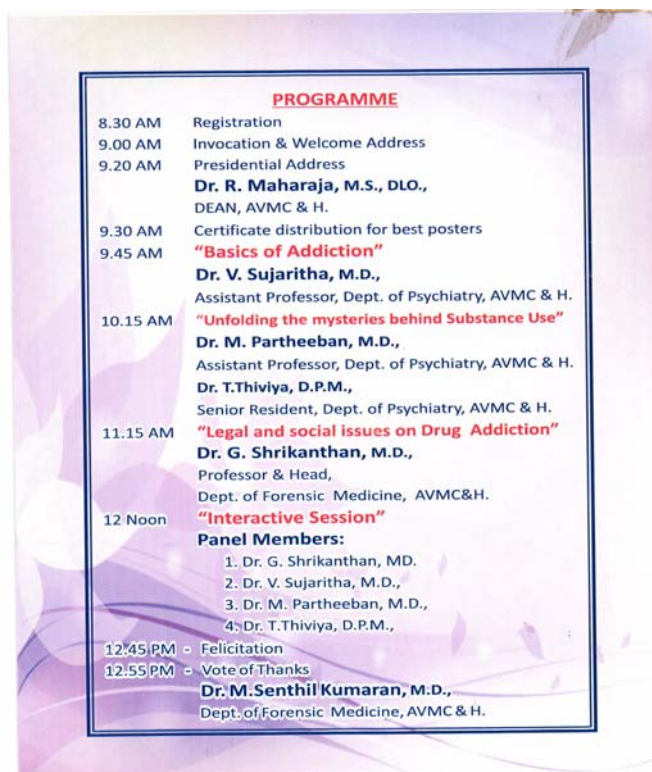 PROGRAMME
8.30 AM Registration
9.00 AM Invocation & Welcome Address
9.20 AM Presidential Address
Dr. R. Maharaja, M.S., DLO.,
DEAN, AVMC & H.
9.30 AM Certificate distribution for best posters
9.45 AM "Basics of Addiction"
Dr. V. Sujaritha, M.D.,
Assistant Professor, Dept. of Psychiatry, AVMC & H.
10.15 AM "Unfolding the mysteries behind Substance Use"
Dr. M. Partheeban, M.D.,
Assistant Professor, Dept. of Psychiatry, AVMC & H.
Dr. T.Thiviya, D.P.M.,
Senior Resident, Dept. of Psychiatry, AVMC & H.
11.15 AM "Legal and social issues on Drug Addiction"
Dr. G. Shrikanthan, M.D.,
Professor & Head,
Dept. of Forensic Medicine, AVMC&H.
12 Noon "Interactive Session"
Panel Members:
1. Dr. G. Shrikanthan, MD.
2. Dr. V. Sujaritha, M.D.,
3. Dr. M. Partheeban, M.D.,
4. Dr. T.Thiviya, D.P.M.,
12.45 PM - Felicitation
12.55 PM - Vote of Thanks
Dr. M.Senthil Kumaran, M.D.,
Dept. of Forensic Medicine, AVMC & H.